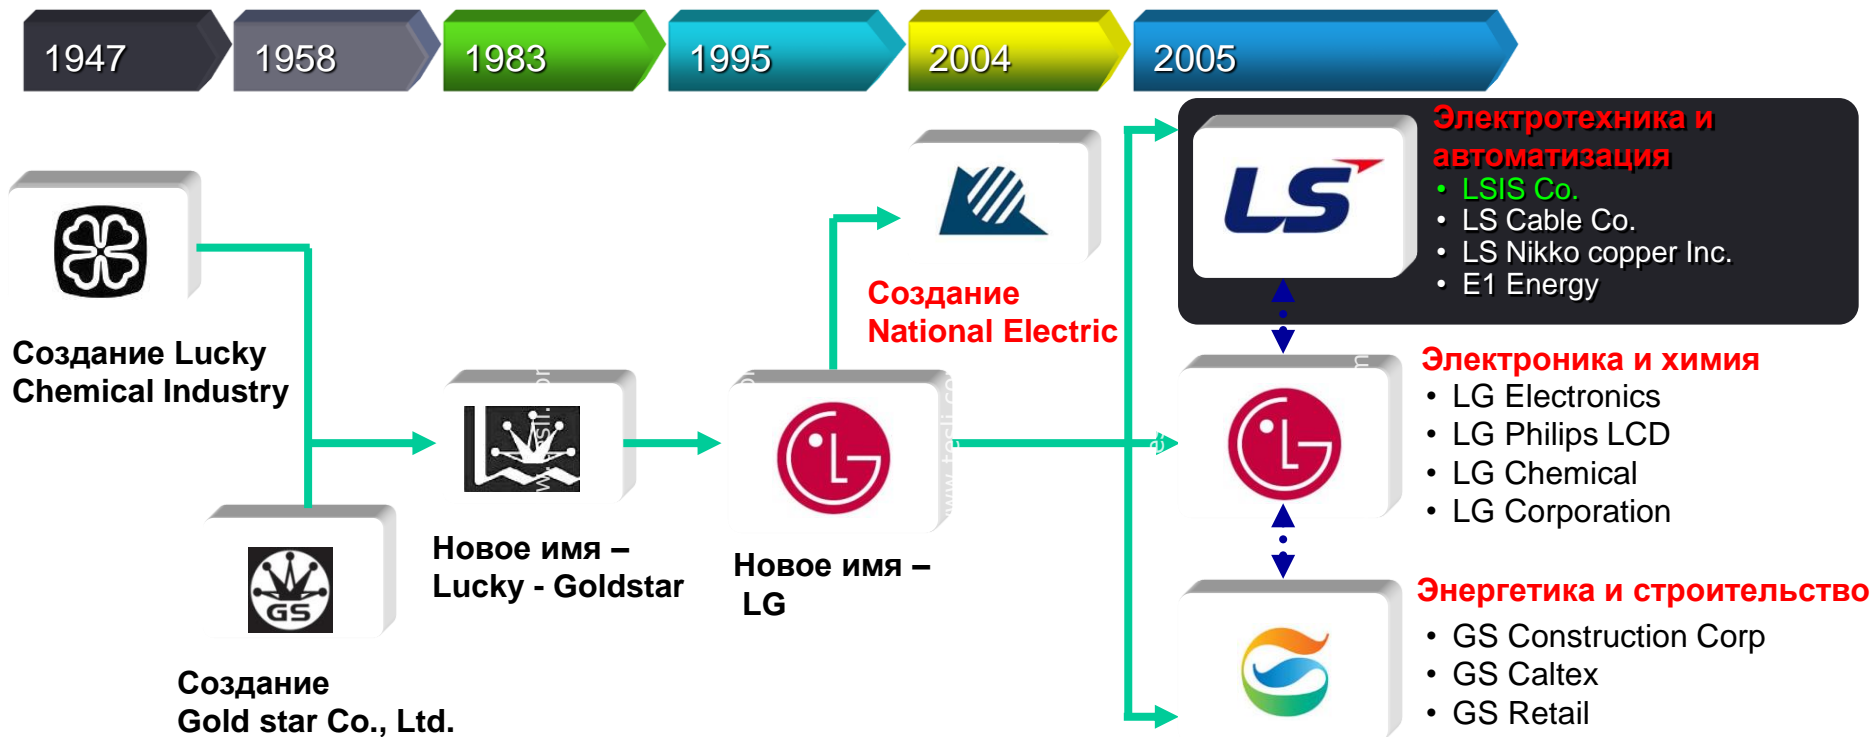 1947
1958
1983
1995
2004
2005
Создание Lucky
Chemical Industry
GS
Создание
Gold star Co., Ltd.
Новое имя –
Lucky - Goldstar
Новое имя –
LG
Создание
National Electric
LS
Электротехника и
автоматизация
• LSIS Co.
• LS Cable Co.
• LS Nikko copper Inc.
• E1 Energy
Электроника и химия
• LG Electronics
• LG Philips LCD
• LG Chemical
• LG Corporation
Энергетика и строительство
• GS Construction Corp
• GS Caltex
• GS Retail